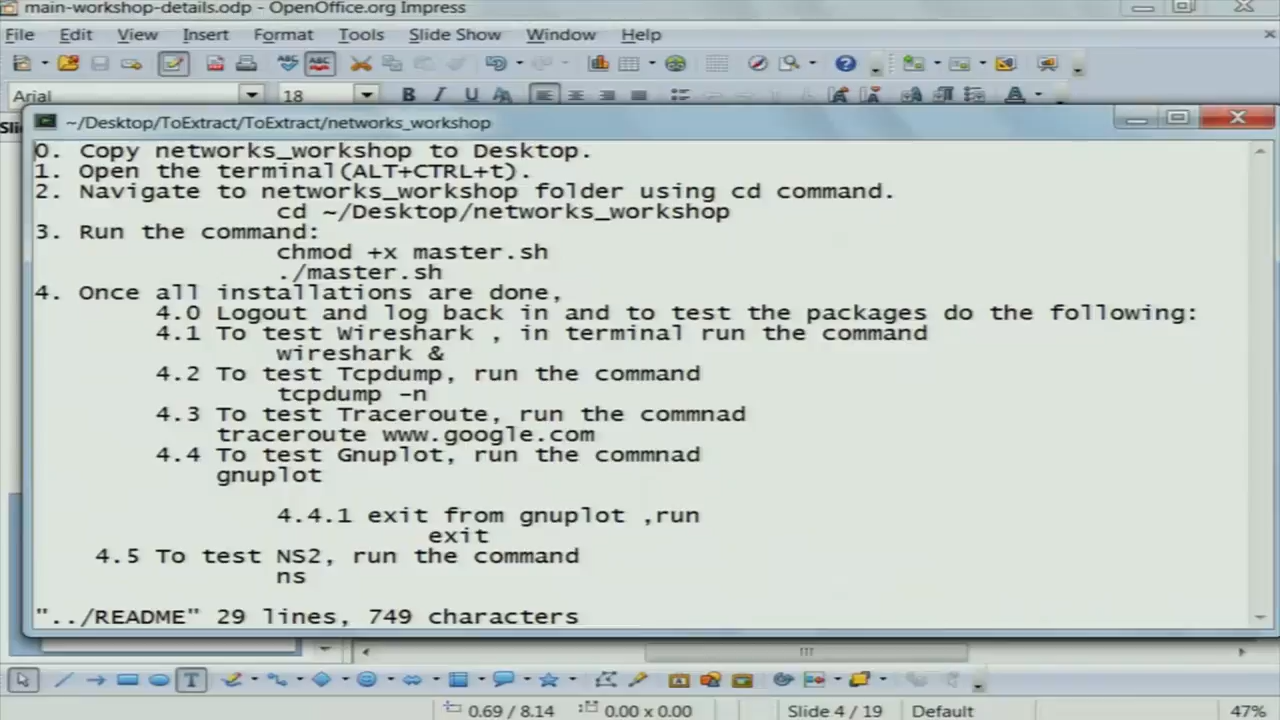 main-workshop-details.odp - OpenOffice.org Impress
File Edit View Insert Format Tools Slide Show Window Help
Arial 18
~/Desktop/ToExtract/ToExtract/networks_workshop
0. Copy networks_workshop to Desktop.
1. Open the terminal(ALT+CTRL+t).
2. Navigate to networks_workshop folder using cd command.
cd ~/Desktop/networks_workshop
3. Run the command:
chmod +x master.sh
./master.sh
4. Once all installations are done,
4.0 Logout and log back in and to test the packages do the following:
4.1 To test Wireshark , in terminal run the command
wireshark &
4.2 To test Tcpdump, run the command
tcpdump -n
4.3 To test Traceroute, run the commnad
traceroute www.google.com
4.4 To test Gnuplot, run the commnad
gnuplot
4.4.1 exit from gnuplot ,run
exit
4.5 To test NS2, run the command
ns
"../README" 29 lines, 749 characters
0.69 / 8.14 0.00 x 0.00 Slide 4 / 19 Default 47%